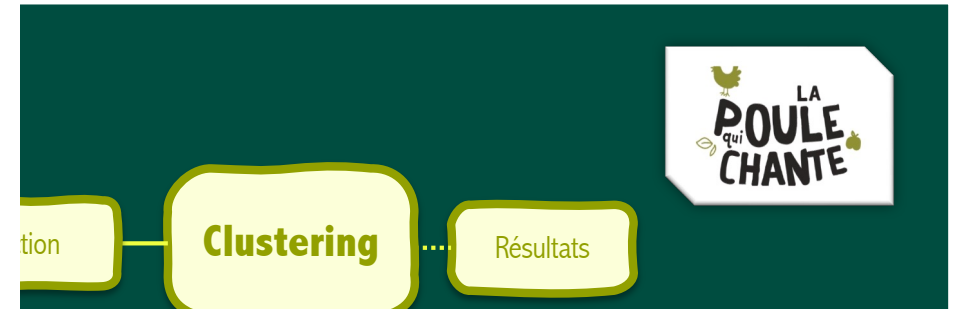 LA
POULE
qui
CHANTE
tion
Clustering
Résultats